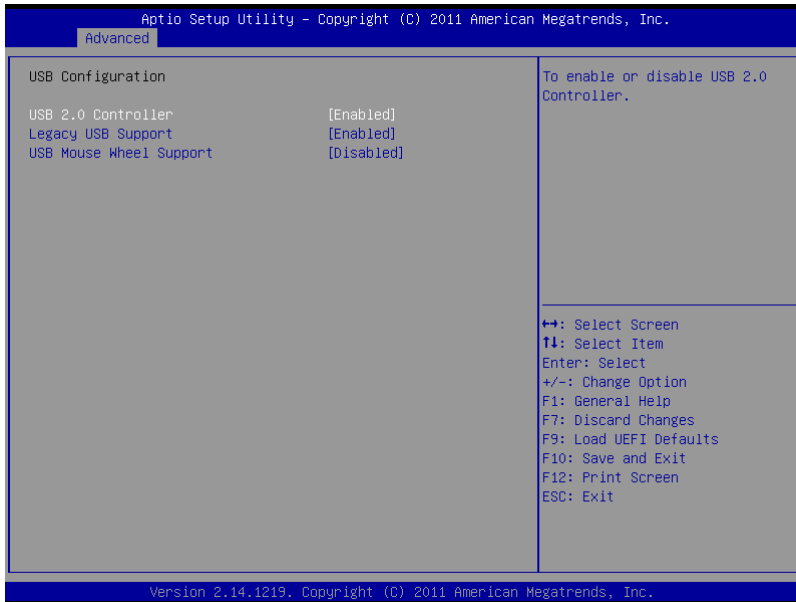 Aptio Setup Utility – Copyright (C) 2011 American Megatrends, Inc.
Advanced
USB Configuration
USB 2.0 Controller [Enabled]
Legacy USB Support [Enabled]
USB Mouse Wheel Support [Disabled]
To enable or disable USB 2.0
Controller.
↔: Select Screen
↑↓: Select Item
Enter: Select
+/-: Change Option
F1: General Help
F7: Discard Changes
F9: Load UEFI Defaults
F10: Save and Exit
F12: Print Screen
ESC: Exit
Version 2.14.1219. Copyright (C) 2011 American Megatrends, Inc.